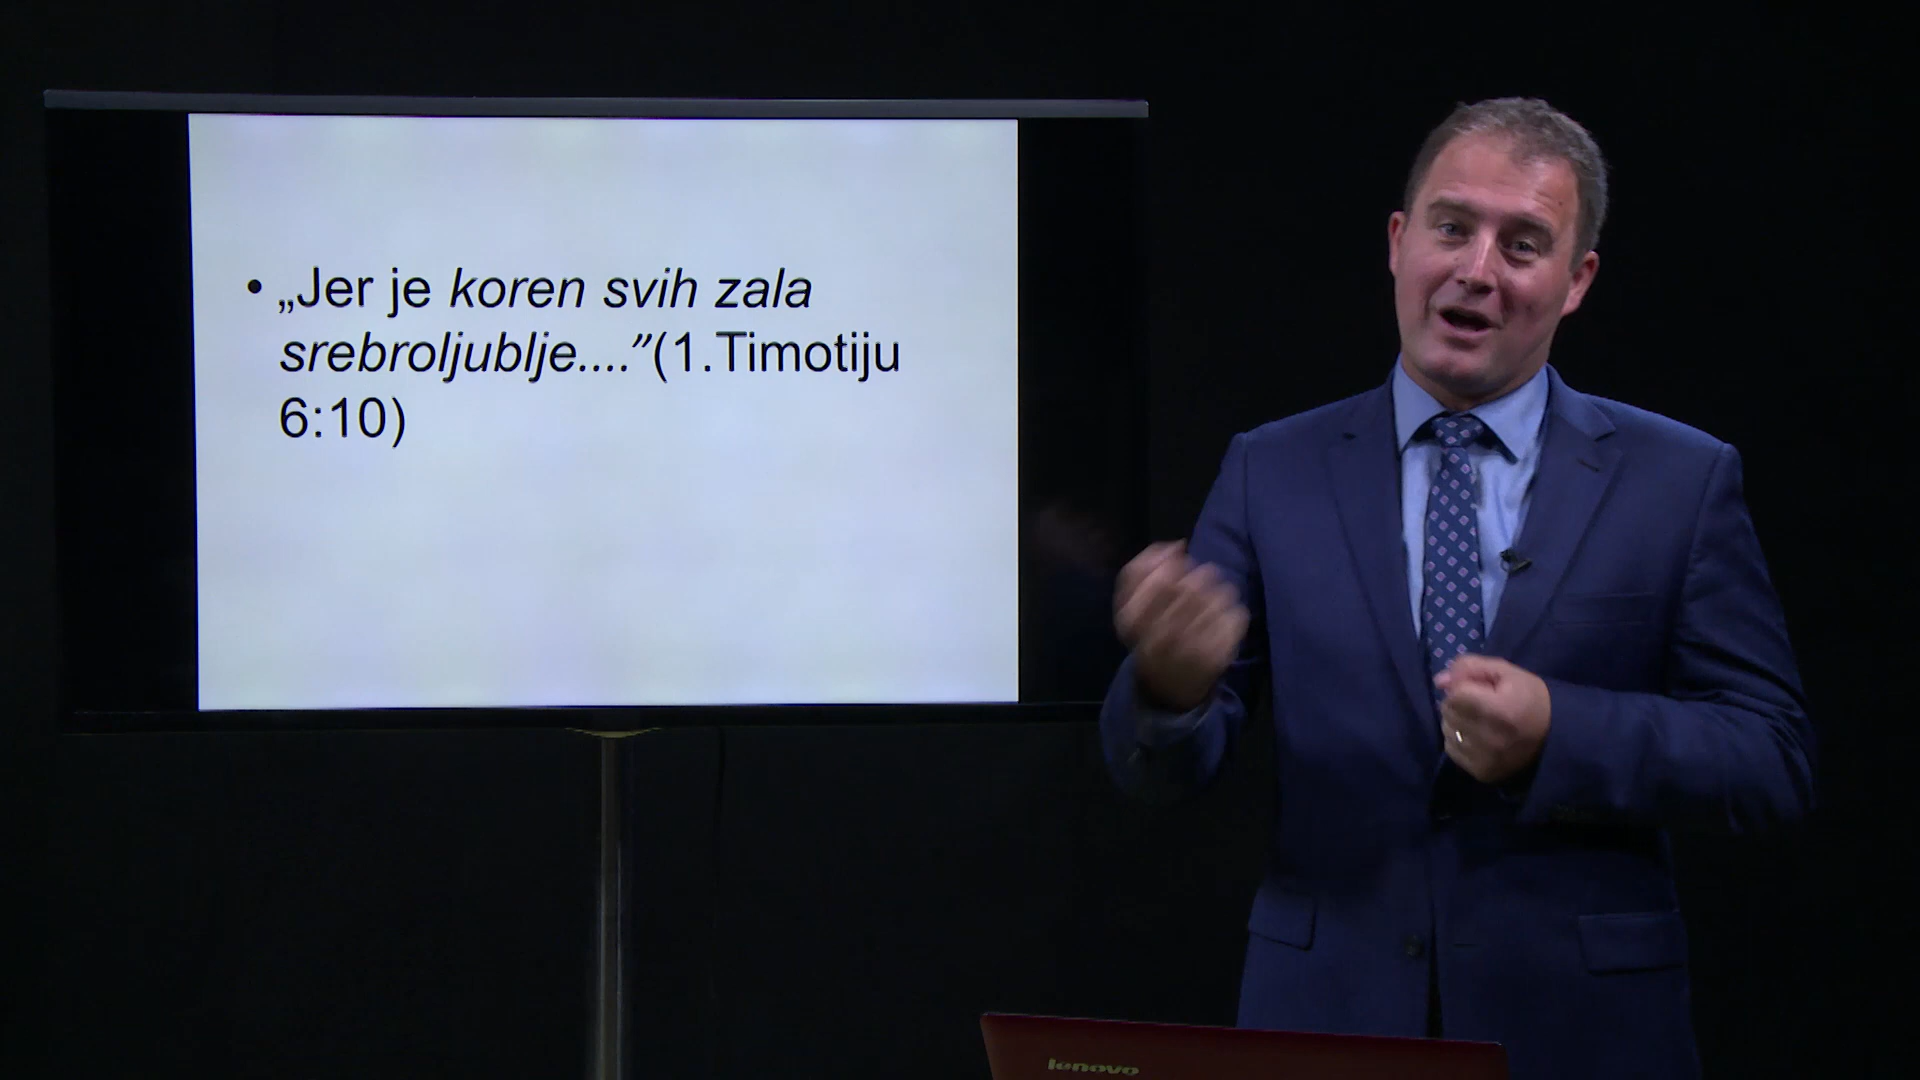 • „Jer je koren svih zala
srebroljublje....”(1.Timotiju
6:10)
lenovo